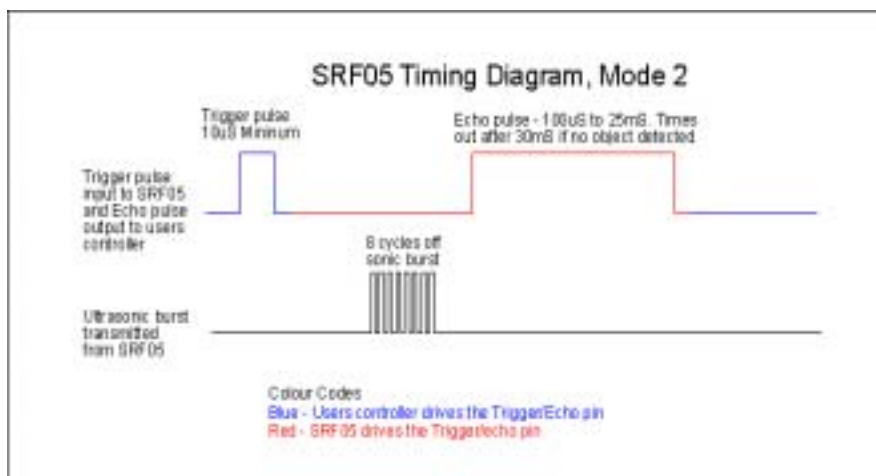 SRF05 Timing Diagram, Mode 2
Trigger pulse
10uS Minimum
Echo pulse - 100uS to 25mS. Times
out after 30mS if no object detected
Trigger pulse
input to SRF05
and Echo pulse
output to users
controller
8 cycles off
sonic burst
Ultrasonic burst
transmitted
from SRF05
Colour Codes
Blue - Users controller drives the Trigger/Echo pin
Red - SRF05 drives the Trigger/echo pin